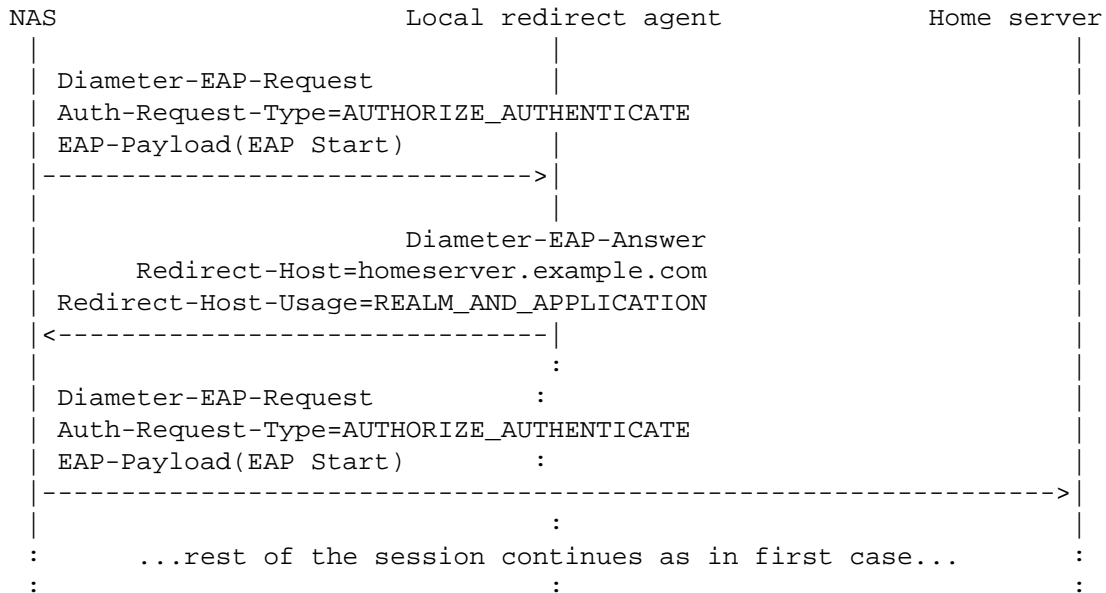 NAS Local redirect agent Home server
Diameter-EAP-Request
Auth-Request-Type=AUTHORIZE_AUTHENTICATE
EAP-Payload(EAP Start)
Diameter-EAP-Answer
Redirect-Host=homeserver.example.com
Redirect-Host-Usage=REALM_AND_APPLICATION
Diameter-EAP-Request
Auth-Request-Type=AUTHORIZE_AUTHENTICATE
EAP-Payload(EAP Start)
...rest of the session continues as in first case...